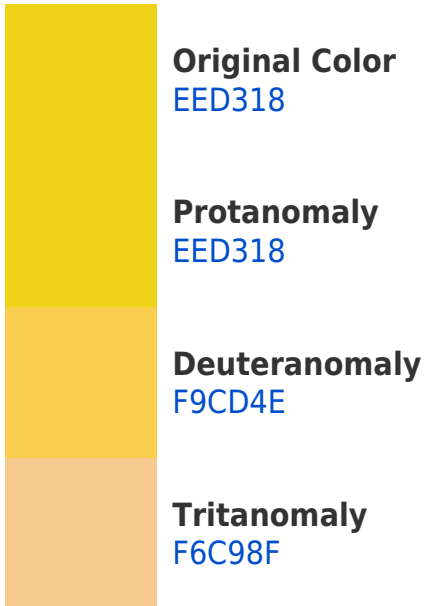 Original Color
EED318
Protanomaly
EED318
Deuteranomaly
F9CD4E
Tritanomaly
F6C98F